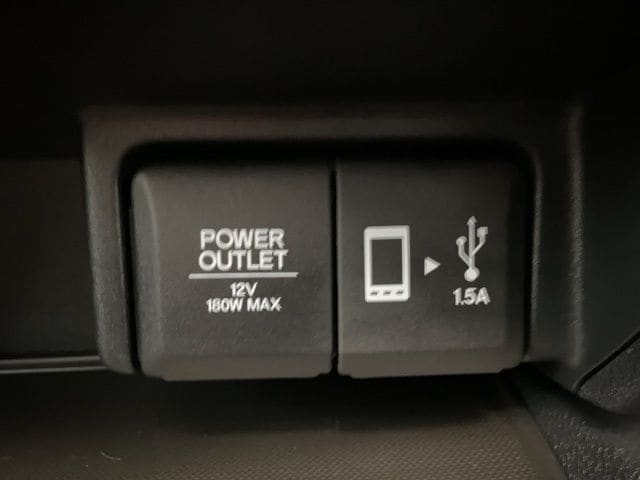 POWER
OUTLET
12V
180W MAX
1.5A